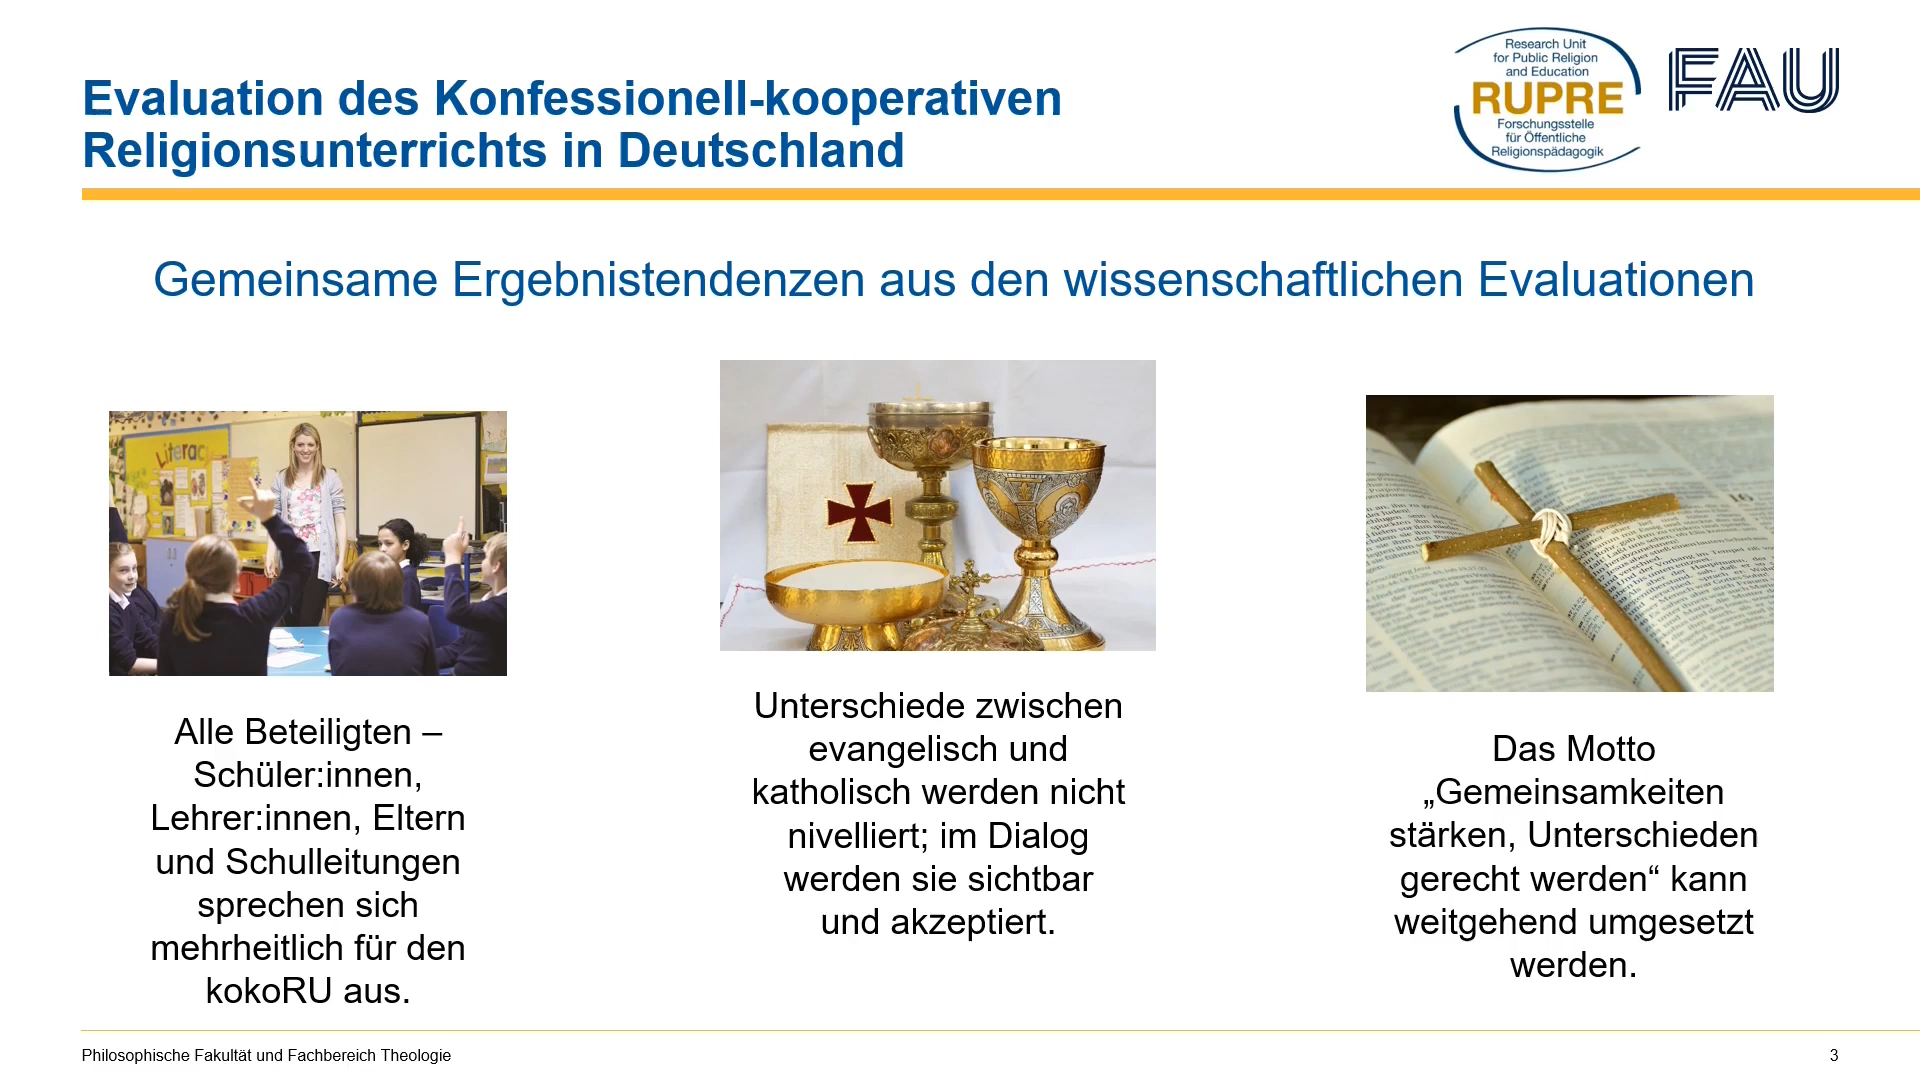 Evaluation des Konfessionell-kooperativen
Religionsunterrichts in Deutschland
Research Unit
for Public Religion
and Education
RUPRE
Forschungsstelle
für Öffentliche
Religionspädagogik
FAU
Gemeinsame Ergebnistendenzen aus den wissenschaftlichen Evaluationen
Literac
Alle Beteiligten –
Schüler:innen,
Lehrer:innen, Eltern
und Schulleitungen
sprechen sich
mehrheitlich für den
kokoRU aus.
Unterschiede zwischen
evangelisch und
katholisch werden nicht
nivelliert; im Dialog
werden sie sichtbar
und akzeptiert.
Das Motto
„Gemeinsamkeiten
stärken, Unterschieden
gerecht werden“ kann
weitgehend umgesetzt
werden.
Philosophische Fakultät und Fachbereich Theologie
3